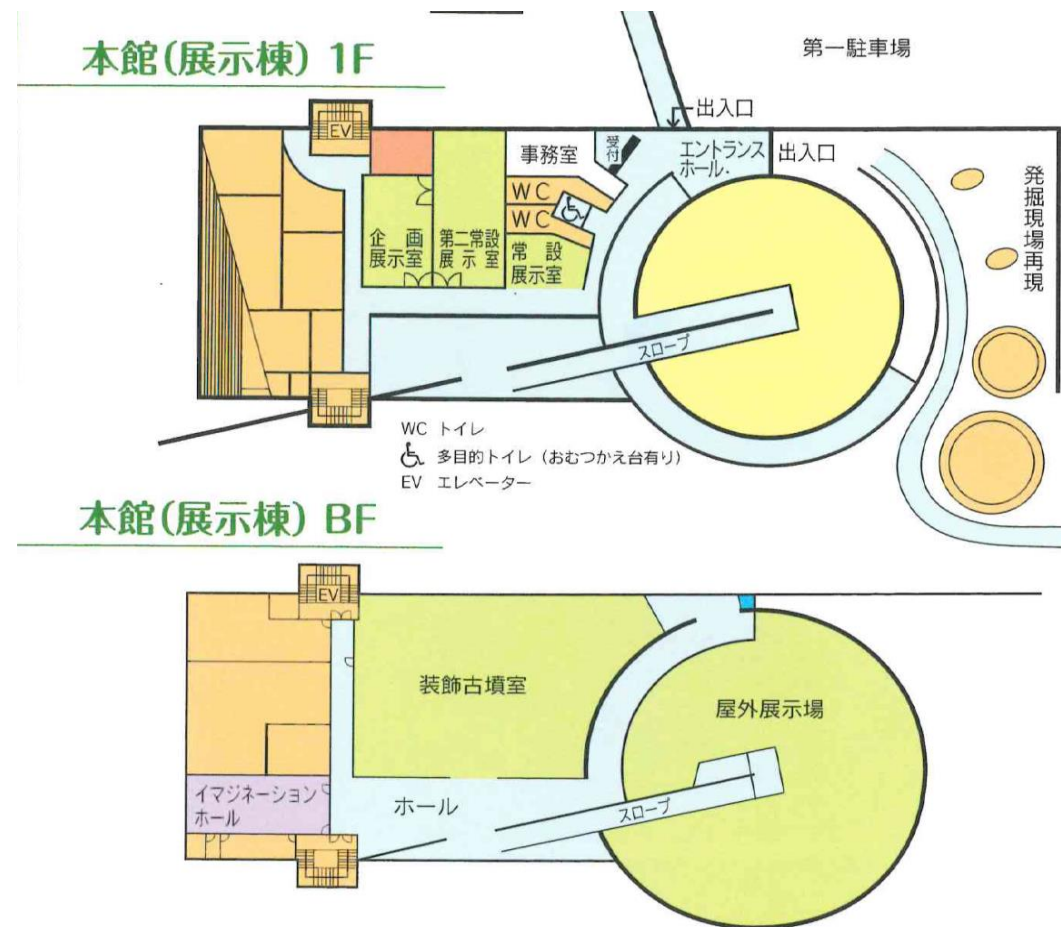 本館(展示棟) 1F
第一駐車場
出入口
EV
事務室
受付
エントランス
ホール.
出入口
WC
WC
企画
展示室
第二常設
展示室
常設
展示室
発掘現場再現
スロープ
WC トイレ
多目的トイレ（おむつかえ台有り）
EV エレベーター
本館(展示棟) BF
EV
装飾古墳室
屋外展示場
イマジネーション
ホール
ホール
スロープ